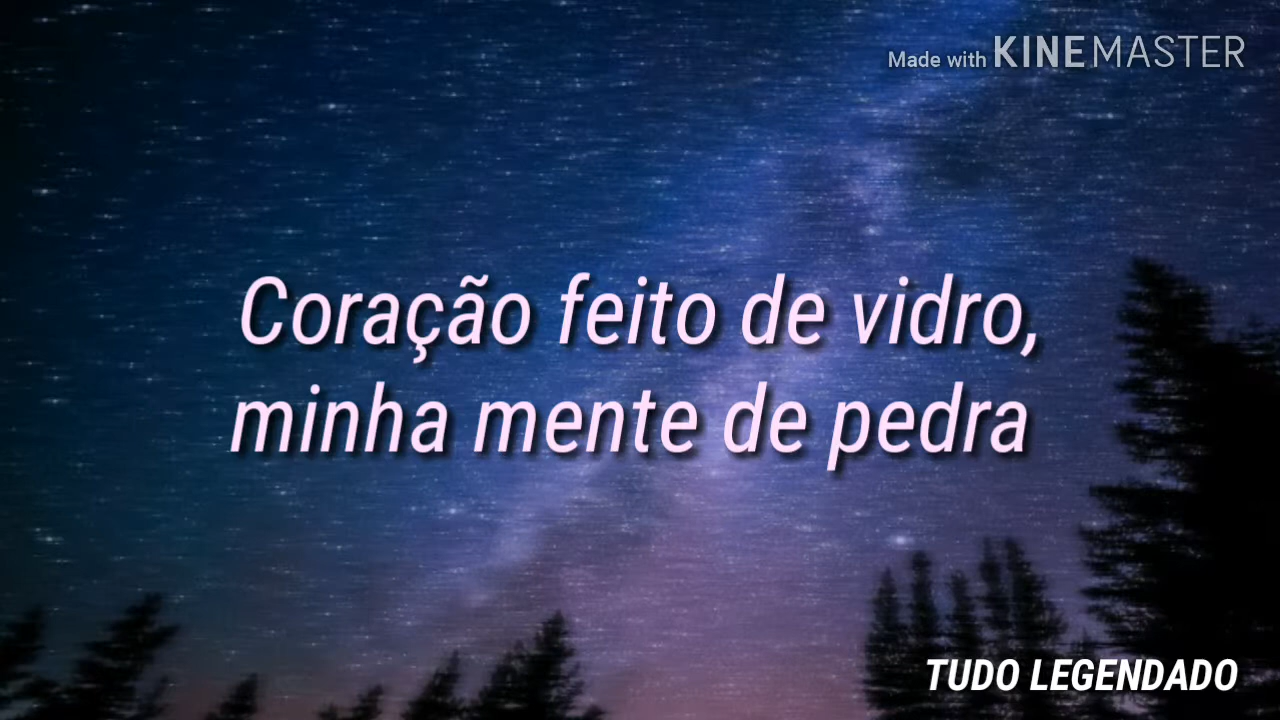 Made with KINEMASTER
Coração feito de vidro,
minha mente de pedra
TUDO LEGENDADO